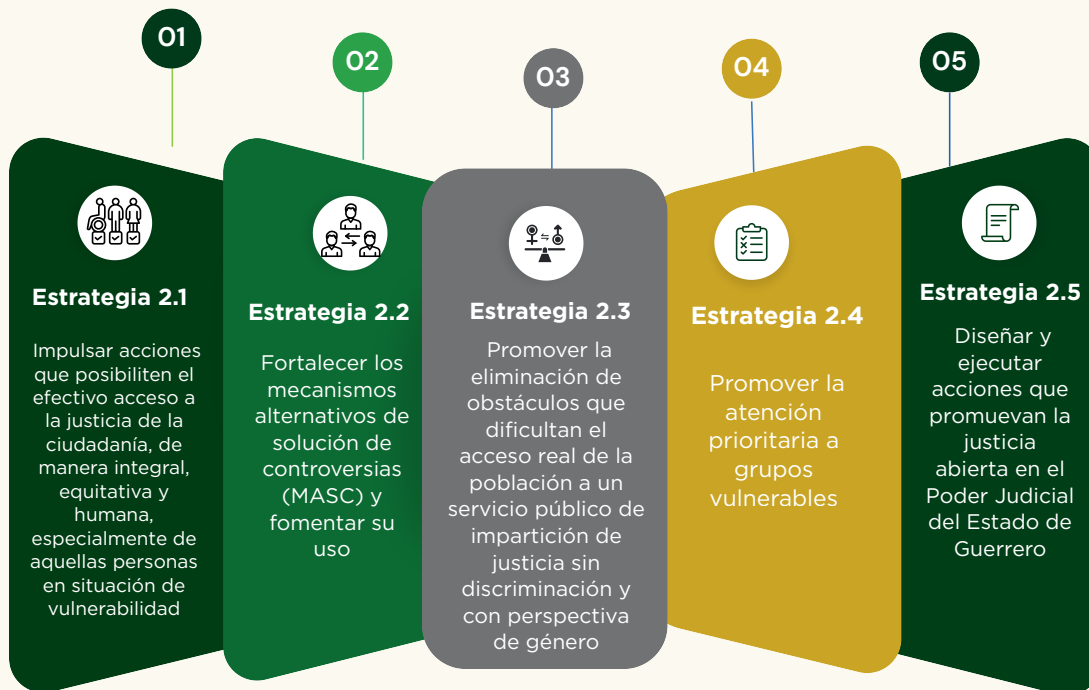 01
Estrategia 2.1
Impulsar acciones
que posibiliten el
efectivo acceso a
la justicia de la
ciudadanía, de
manera integral,
equitativa y
humana,
especialmente de
aquellas personas
en situación de
vulnerabilidad
02
Estrategia 2.2
Fortalecer los
mecanismos
alternativos de
solución de
controversias
(MASC) y
fomentar su
uso
03
Estrategia 2.3
Promover la
eliminación de
obstáculos que
dificultan el
acceso real de la
población a un
servicio público de
impartición de
justicia sin
discriminación y
con perspectiva
de género
04
Estrategia 2.4
Promover la
atención
prioritaria a
grupos
vulnerables
05
Estrategia 2.5
Diseñar y
ejecutar
acciones que
promuevan la
justicia
abierta en el
Poder Judicial
del Estado de
Guerrero